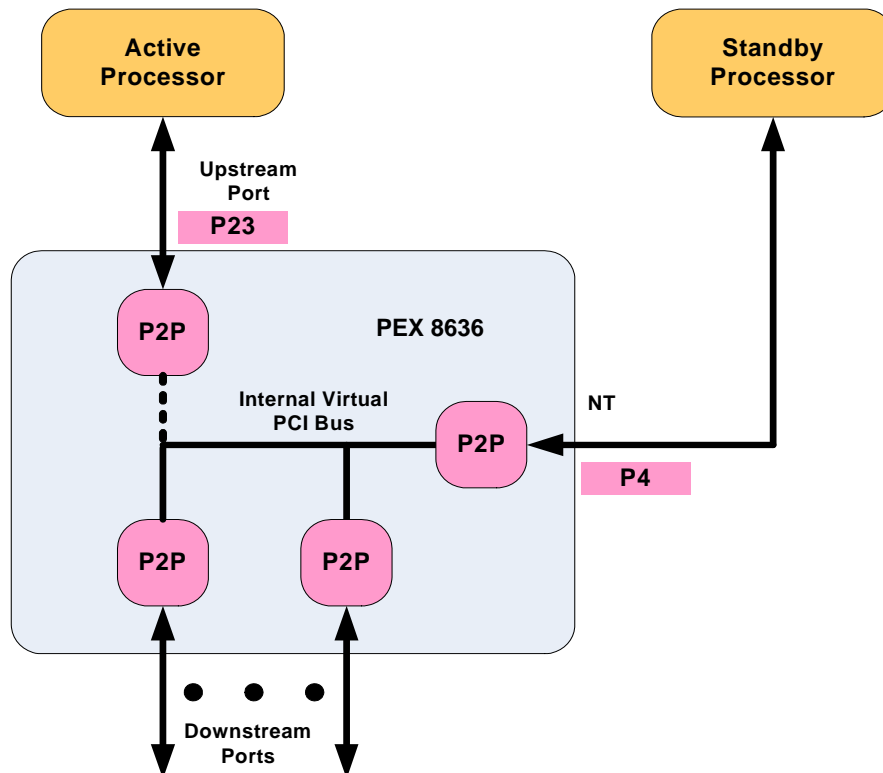 Active
Processor
Standby
Processor
Upstream
Port
P23
P2P
PEX 8636
Internal Virtual
PCI Bus
NT
P2P
P4
P2P
P2P
Downstream
Ports